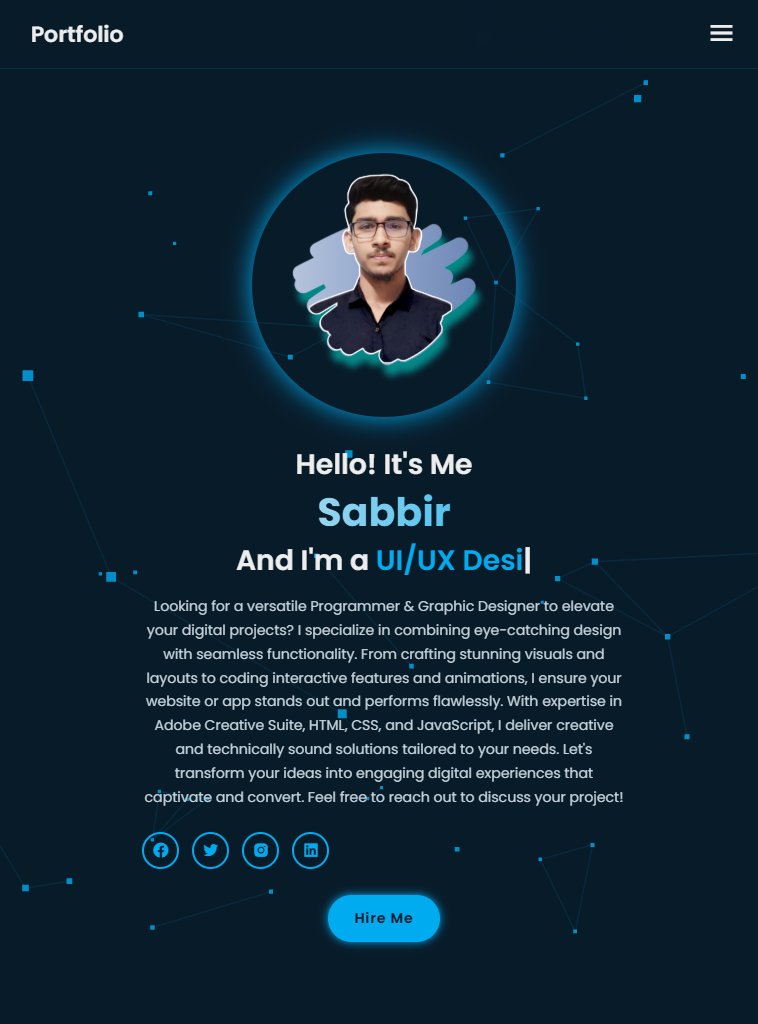 Portfolio
Hello! It's Me
Sabbir
And I'm a UI/UX Desi|
Looking for a versatile Programmer & Graphic Designer to elevate
your digital projects? I specialize in combining eye-catching design
with seamless functionality. From crafting stunning visuals and
layouts to coding interactive features and animations, I ensure your
website or app stands out and performs flawlessly. With expertise in
Adobe Creative Suite, HTML, CSS, and JavaScript, I deliver creative
and technically sound solutions tailored to your needs. Let's
transform your ideas into engaging digital experiences that
captivate and convert. Feel free to reach out to discuss your project!
Hire Me